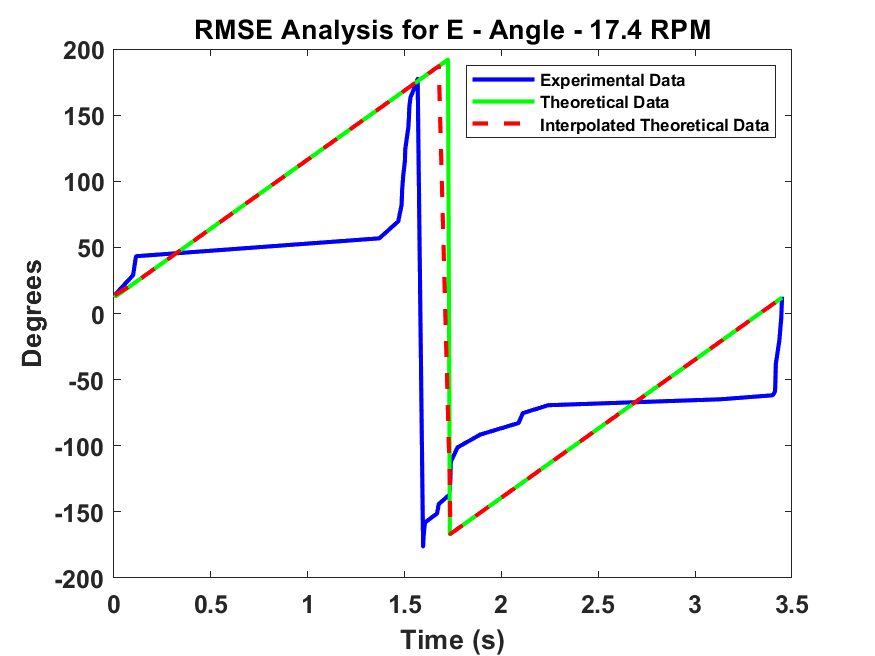 RMSE Analysis for E - Angle - 17.4 RPM
Experimental Data
Theoretical Data
Interpolated Theoretical Data
200
150
100
50
0
-50
-100
-150
-200
Degrees
0 0.5 1 1.5 2 2.5 3 3.5
Time (s)